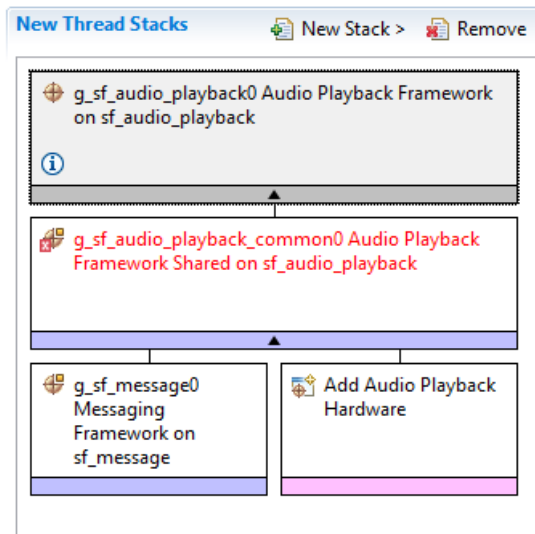 New Thread Stacks
New Stack > Remove
g_sf_audio_playback0 Audio Playback Framework
on sf_audio_playback
g_sf_audio_playback_common0 Audio Playback
Framework Shared on sf_audio_playback
g_sf_message0
Messaging
Framework on
sf_message
Add Audio Playback
Hardware